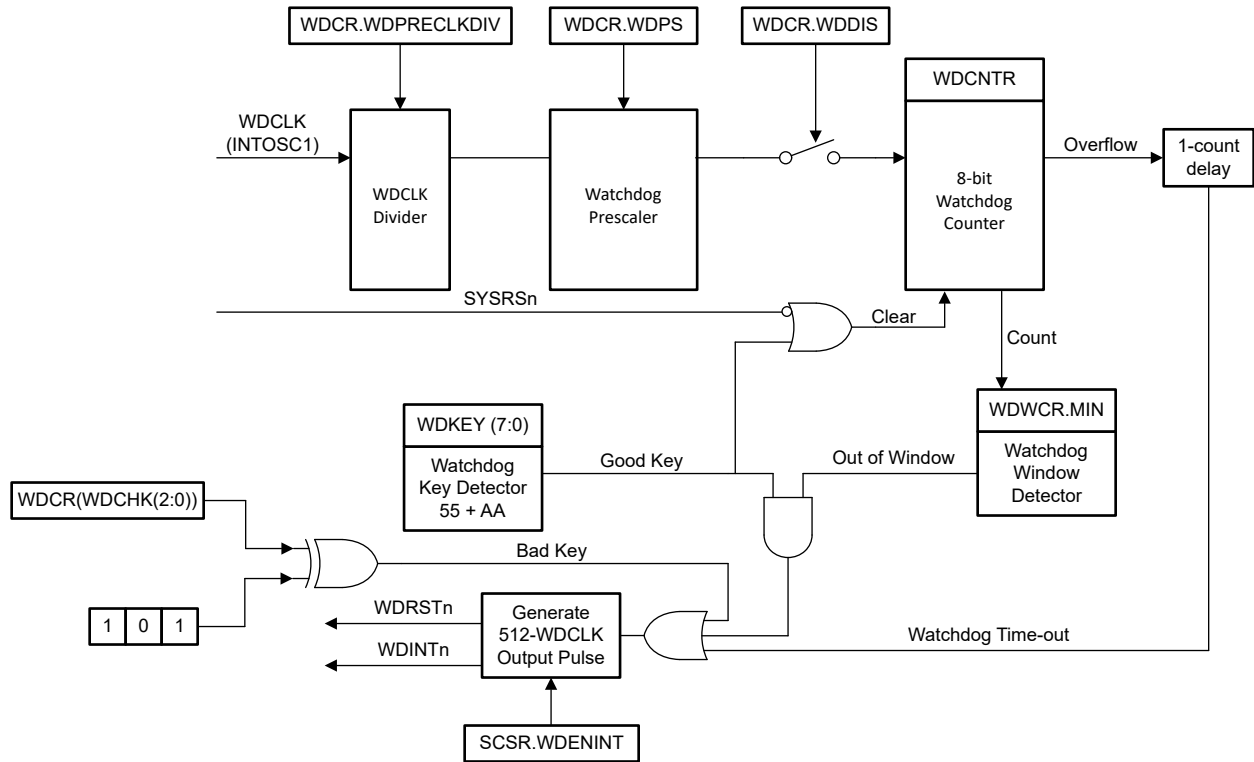 WDCR.WDPRECLKDIV
WDCR.WDPS
WDCR.WDDIS
WDCNTR
WDCLK
(INTOSC1)
WDCLK
Divider
Watchdog
Prescaler
8-bit
Watchdog
Counter
Overflow
1-count
delay
SYSRSn
Clear
Count
WDKEY (7:0)
Watchdog
Key Detector
55 + AA
Good Key
Out of Window
WDWCR.MIN
Watchdog
Window
Detector
WDCR(WDCHK(2:0))
Bad Key
1 0 1
WDRSTn
WDINTn
Generate
512-WDCLK
Output Pulse
Watchdog Time-out
SCSR.WDENINT